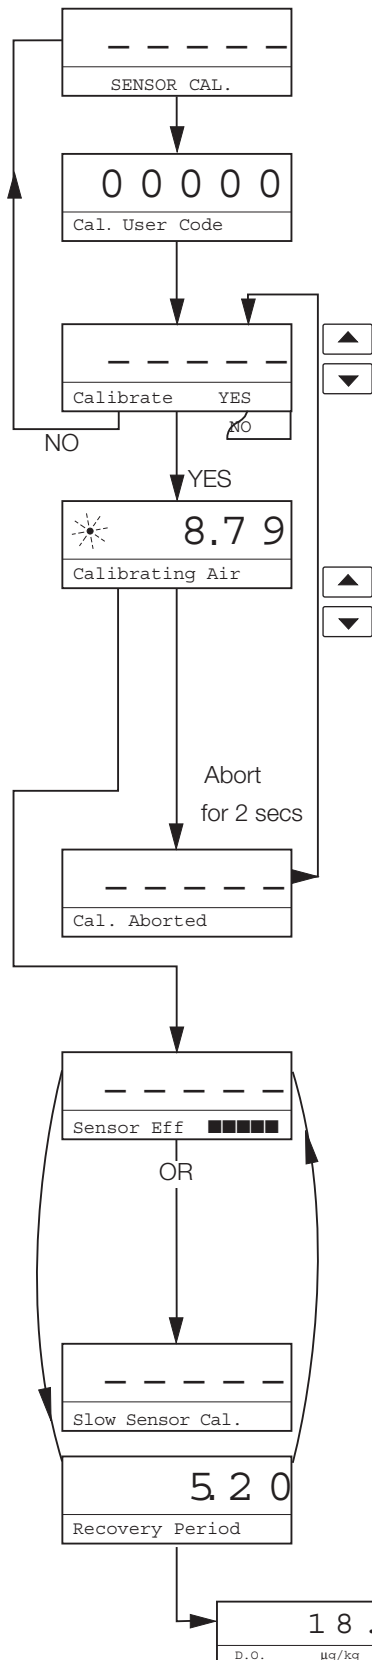 – – – – –
SENSOR CAL.
0 0 0 0 0
Cal. User Code
– – – – –
Calibrate YES
NO
NO
YES
8.7 9
Calibrating Air
Abort
for 2 secs
– – – – –
Cal. Aborted
– – – – –
Sensor Eff ■■■■■
OR
– – – – –
Slow Sensor Cal.
5.2 0
Recovery Period
1 8 .
D.O. µg/kg